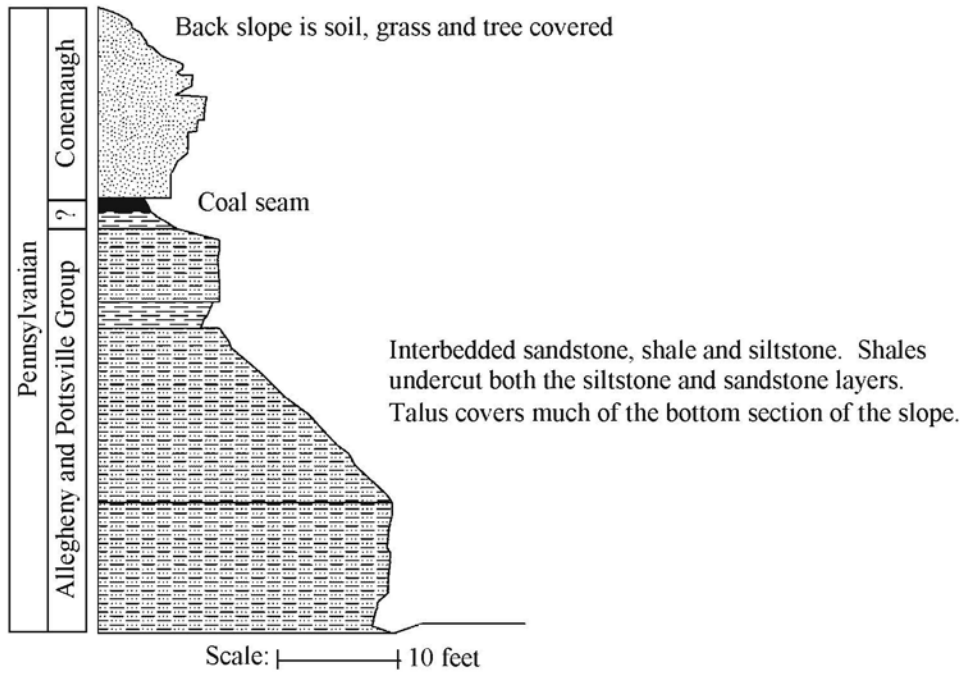 Back slope is soil, grass and tree covered
Pennsylvanian
Conemaugh
?
Allegheny and Pottsville Group
Coal seam
Interbedded sandstone, shale and siltstone. Shales
undercut both the siltstone and sandstone layers.
Talus covers much of the bottom section of the slope.
Scale: 10 feet